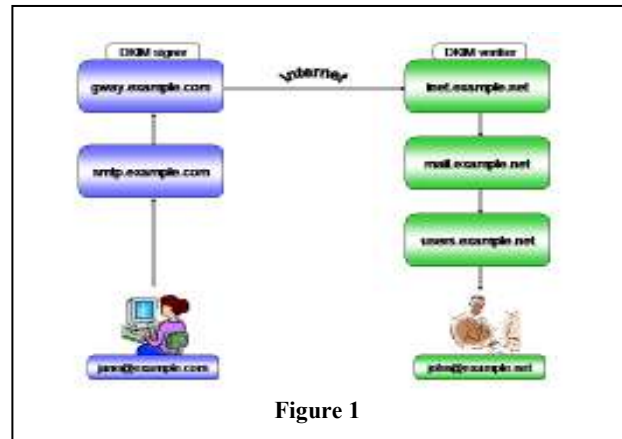 DKIM signer
DKIM verifier
gway.example.com
Internet
inet.example.net
smtp.example.com
mail.example.net
users.example.net
jane@example.com
john@example.net
Figure 1